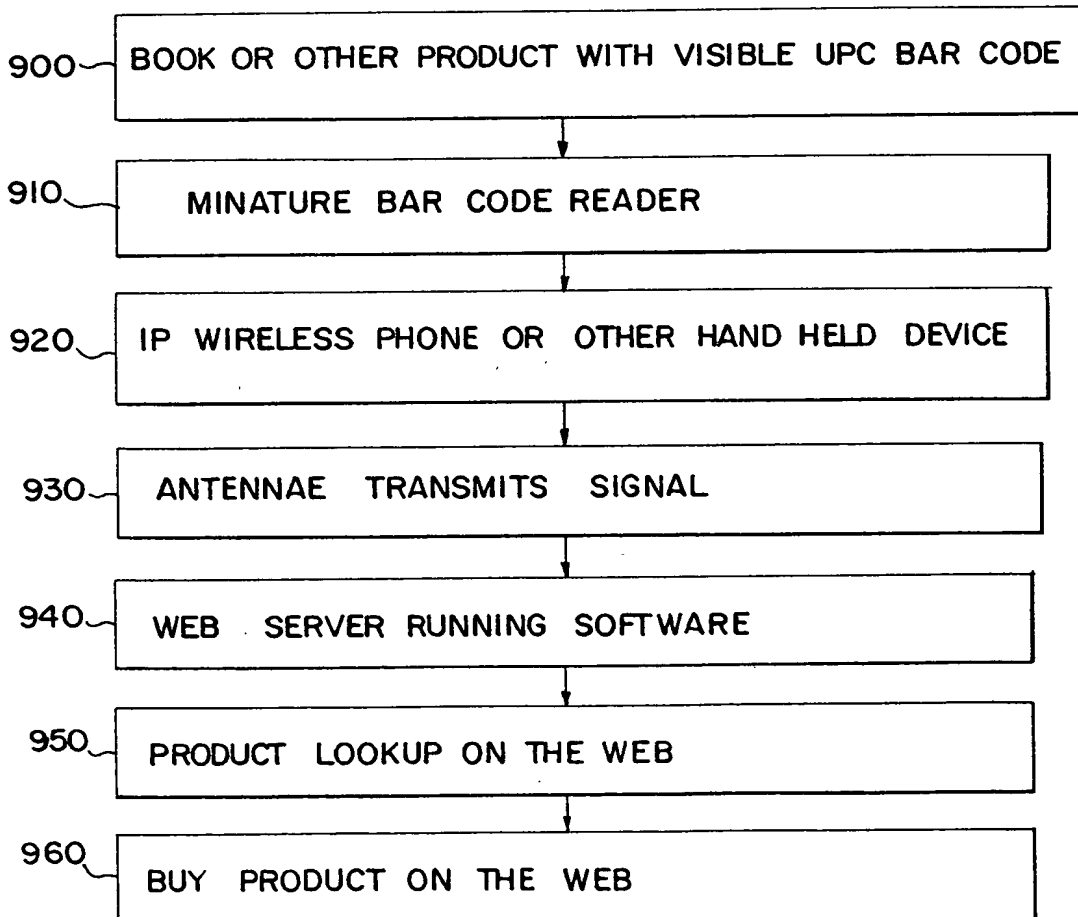 900 BOOK OR OTHER PRODUCT WITH VISIBLE UPC BAR CODE
910 MINATURE BAR CODE READER
920 IP WIRELESS PHONE OR OTHER HAND HELD DEVICE
930 ANTENNAE TRANSMITS SIGNAL
940 WEB SERVER RUNNING SOFTWARE
950 PRODUCT LOOKUP ON THE WEB
960 BUY PRODUCT ON THE WEB